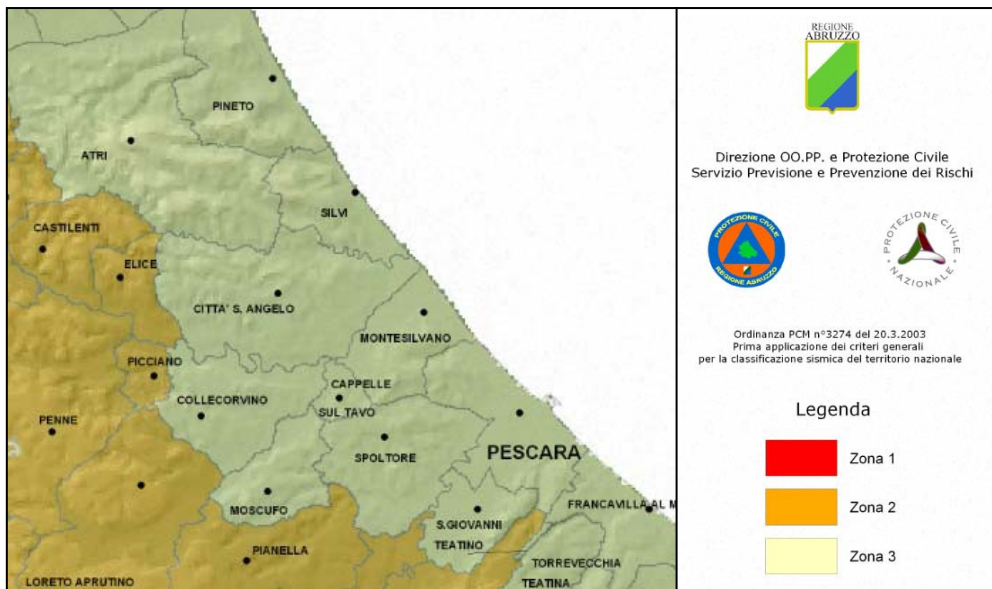 PINETO
ATRI
SILVI
CASTILENTI
ELICE
CITTA' S. ANGELO
MONTESILVANO
PICCIANO
CAPPELLE
SUL TAVO
COLLECORVINO
PENNE
SPOLTORE
PESCARA
MOSCUFO
FRANCAVILLA AL M
S.GIOVANNI
TEATINO
PIANELLA
TORREVECCHIA
TEATINA
LORETO APRUTINO
REGIONE
ABRUZZO
Direzione OO.PP. e Protezione Civile
Servizio Previsione e Prevenzione dei Rischi
PROTEZIONE CIVILE
REGIONE ABRUZZO
PROTEZIONE CIVILE
NAZIONALE
Ordinanza PCM n°3274 del 20.3.2003
Prima applicazione dei criteri generali
per la classificazione sismica del territorio nazionale
Legenda
Zona 1
Zona 2
Zona 3